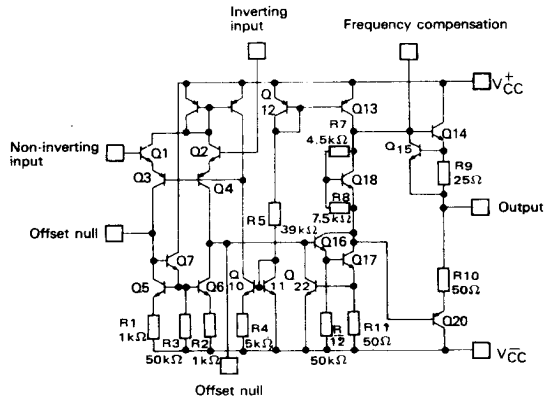 Inverting
input
Frequency compensation
V+CC
Q
12
Q13
Q14
R7
4.5kΩ
Q15
Non-inverting
input
Q1
Q2
R9
25Ω
Q3
Q4
Q18
R8
7.5kΩ
Output
R5
39kΩ
Offset null
Q16
Q7
Q17
Q5
Q6
Q
10
Q
11
Q
22
R10
50Ω
Q20
R1
1kΩ
R3
50kΩ
R2
1kΩ
R4
5kΩ
R
12
50kΩ
R11
50Ω
V-CC
Offset null